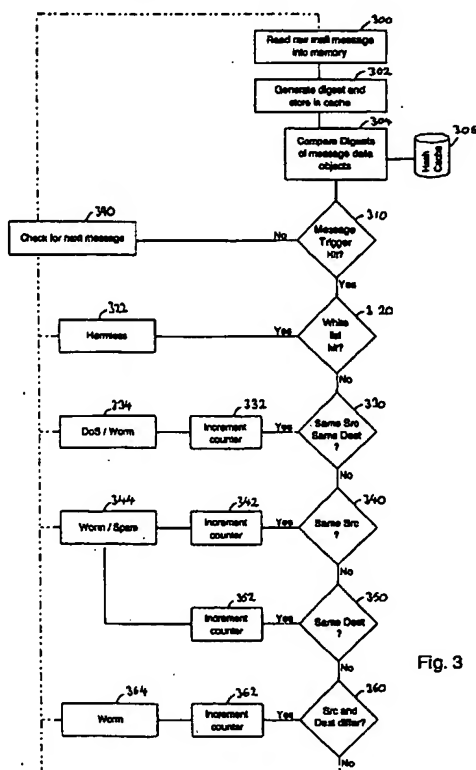 300
Read raw mail message
into memory
302
Generate digest and
store in cache
304
Compare Digests
of message data
objects
306
Hash
Cache
390
Check for next message
No
310
Message
Trigger
Hit?
Yes
322
Harmless
Yes
320
White
list
hit?
No
334
DoS / Worm
332
Increment
counter
Yes
330
Same Src
Same Dest
?
No
344
Worm / Spam
342
Increment
counter
Yes
340
Same Src
?
No
352
Increment
counter
Yes
350
Same Dest
?
No
364
Worm
362
Increment
counter
Yes
360
Src and
Dest differ?
No
Fig. 3